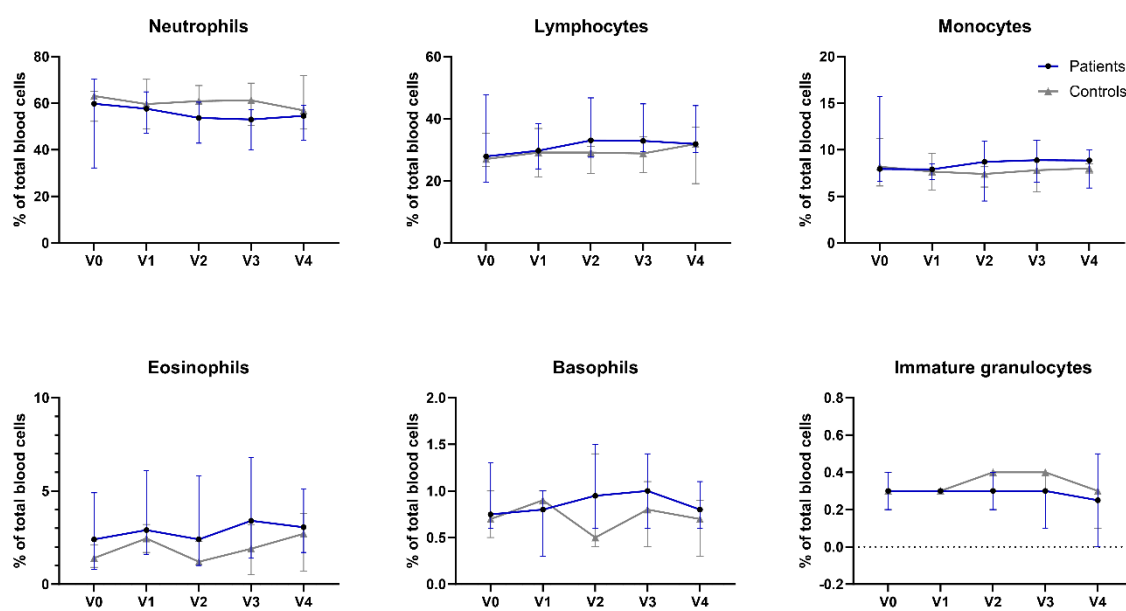 Neutrophils
% of total blood cells
80
60
40
20
0
V0 V1 V2 V3 V4
Lymphocytes
% of total blood cells
60
40
20
0
V0 V1 V2 V3 V4
Monocytes
% of total blood cells
20
15
10
5
0
V0 V1 V2 V3 V4
Patients
Controls
Eosinophils
% of total blood cells
10
5
0
V0 V1 V2 V3 V4
Basophils
% of total blood cells
2.0
1.5
1.0
0.5
0.0
V0 V1 V2 V3 V4
Immature granulocytes
% of total blood cells
0.8
0.6
0.4
0.2
0.0
-0.2
V0 V1 V2 V3 V4